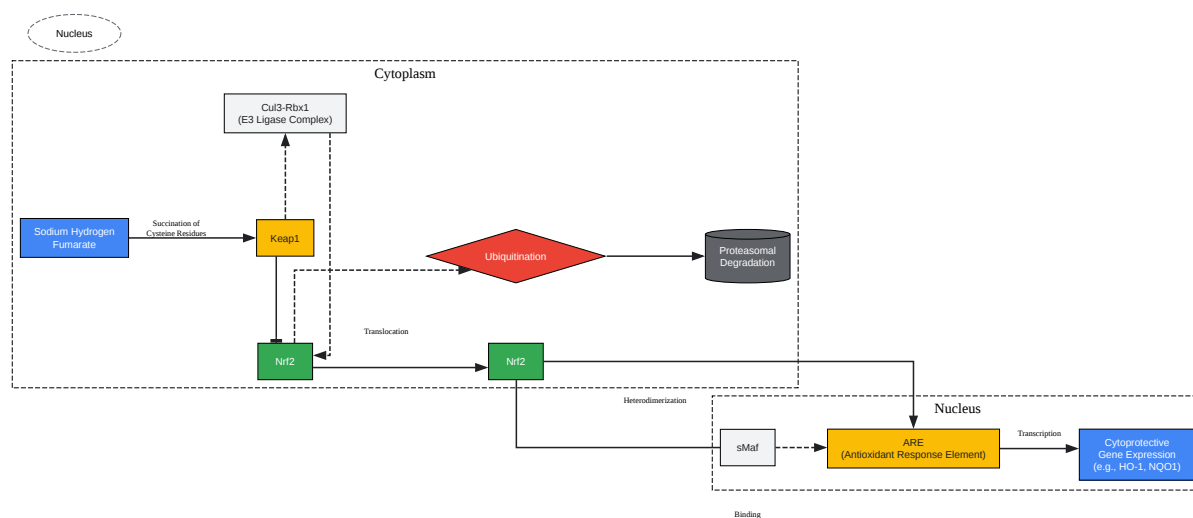 Nucleus
Cytoplasm
Cul3-Rbx1
(E3 Ligase Complex)
Sodium Hydrogen
Fumarate
Succination of
Cysteine Residues
Keap1
Ubiquitination
Proteasomal
Degradation
Translocation
Nrf2
Nrf2
Heterodimerization
Nucleus
sMaf
ARE
(Antioxidant Response Element)
Transcription
Cytoprotective
Gene Expression
(e.g., HO-1, NQO1)
Binding